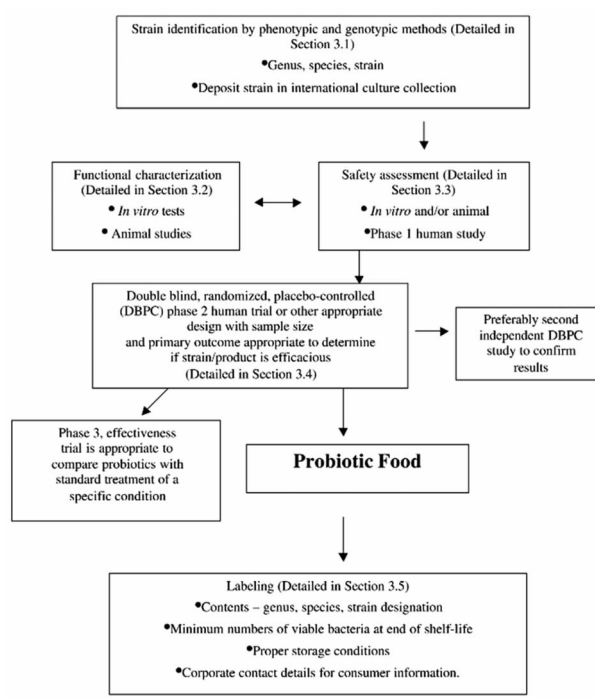 Strain identification by phenotypic and genotypic methods (Detailed in
Section 3.1)
•Genus, species, strain
•Deposit strain in international culture collection
Functional characterization
(Detailed in Section 3.2)
• In vitro tests
• Animal studies
Safety assessment (Detailed in
Section 3.3)
• In vitro and/or animal
•Phase 1 human study
Double blind, randomized, placebo-controlled
(DBPC) phase 2 human trial or other appropriate
design with sample size
and primary outcome appropriate to determine
if strain/product is efficacious
(Detailed in Section 3.4)
Preferably second
independent DBPC
study to confirm
results
Phase 3, effectiveness
trial is appropriate to
compare probiotics with
standard treatment of a
specific condition
Probiotic Food
Labeling (Detailed in Section 3.5)
•Contents – genus, species, strain designation
•Minimum numbers of viable bacteria at end of shelf-life
•Proper storage conditions
•Corporate contact details for consumer information.